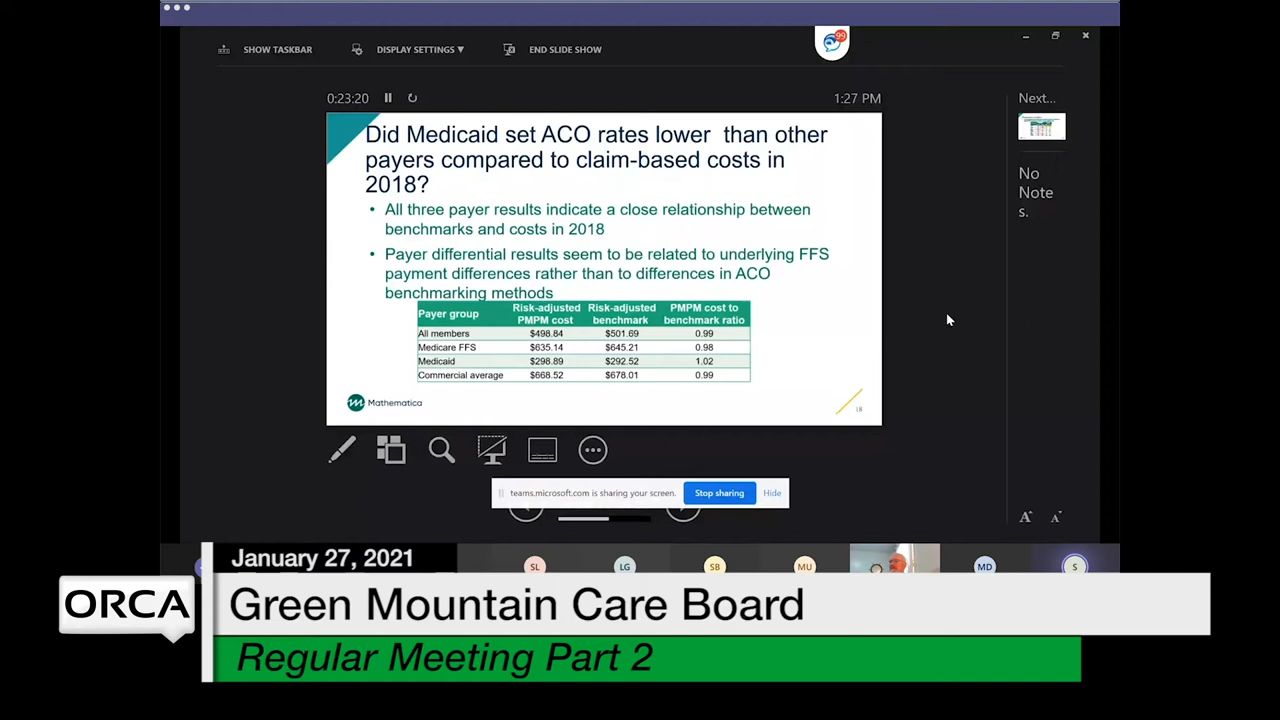 SHOW TASKBAR
DISPLAY SETTINGS ▼
END SLIDE SHOW
99
0:23:20
1:27 PM
Next...
Did Medicaid set ACO rates lower than other
payers compared to claim-based costs in
2018?
• All three payer results indicate a close relationship between
benchmarks and costs in 2018
• Payer differential results seem to be related to underlying FFS
payment differences rather than to differences in ACO
benchmarking methods
Payer group Risk-adjusted PMPM cost Risk-adjusted benchmark PMPM cost to benchmark ratio
All members $498.84 $501.69 0.99
Medicare FFS $635.14 $645.21 0.98
Medicaid $298.89 $292.52 1.02
Commercial average $668.52 $678.01 0.99
Mathematica
18
No
Note
s.
teams.microsoft.com is sharing your screen.
Stop sharing
Hide
A A
SL
LG
SB
MU
MD
S
January 27, 2021
ORCA
Green Mountain Care Board
Regular Meeting Part 2